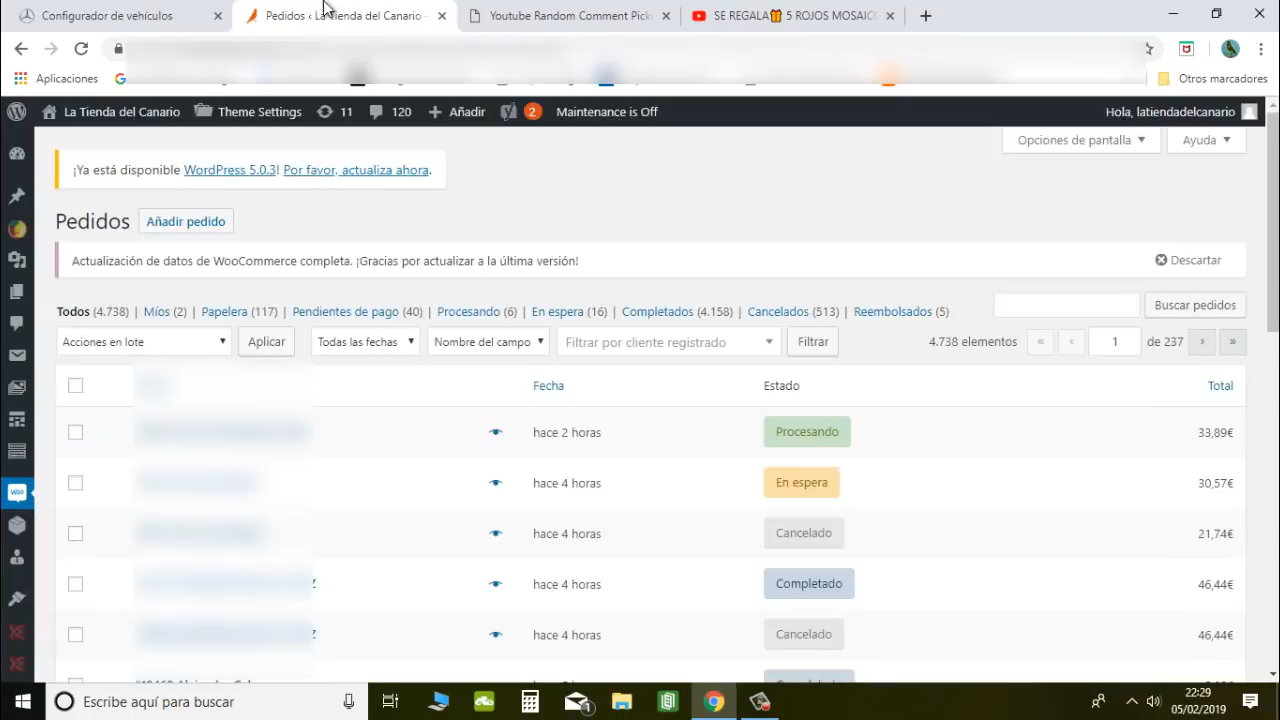 Configurador de vehículos
Pedidos ‹ La Tienda del Canario –
Youtube Random Comment Pick
SE REGALA 5 ROJOS MOSAICO
Aplicaciones
Otros marcadores
La Tienda del Canario
Theme Settings
11
120
Añadir
2
Maintenance is Off
Hola, latiendadelcanario
¡Ya está disponible WordPress 5.0.3! Por favor, actualiza ahora.
Opciones de pantalla
Ayuda
Pedidos
Añadir pedido
Actualización de datos de WooCommerce completa. ¡Gracias por actualizar a la última versión!
Descartar
Todos (4.738) | Míos (2) | Papelera (117) | Pendientes de pago (40) | Procesando (6) | En espera (16) | Completados (4.158) | Cancelados (513) | Reembolsados (5)
Buscar pedidos
Acciones en lote
Aplicar
Todas las fechas
Nombre del campo
Filtrar por cliente registrado
Filtrar
4.738 elementos
«
‹
1
de 237
›
»
Fecha
Estado
Total
hace 2 horas
Procesando
33,89€
hace 4 horas
En espera
30,57€
hace 4 horas
Cancelado
21,74€
Z
hace 4 horas
Completado
46,44€
Z
hace 4 horas
Cancelado
46,44€
Woo
Escribe aquí para buscar
1
22:29
05/02/2019